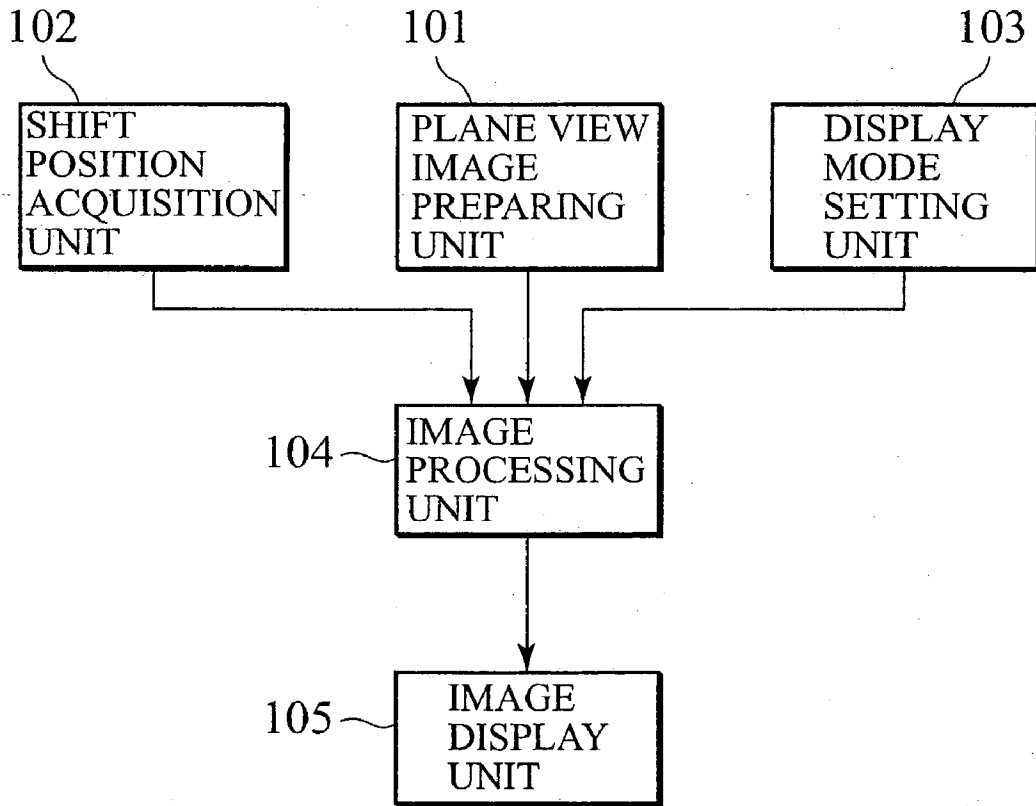 102
101
103
SHIFT
POSITION
ACQUISITION
UNIT
PLANE VIEW
IMAGE
PREPARING
UNIT
DISPLAY
MODE
SETTING
UNIT
104
IMAGE
PROCESSING
UNIT
105
IMAGE
DISPLAY
UNIT